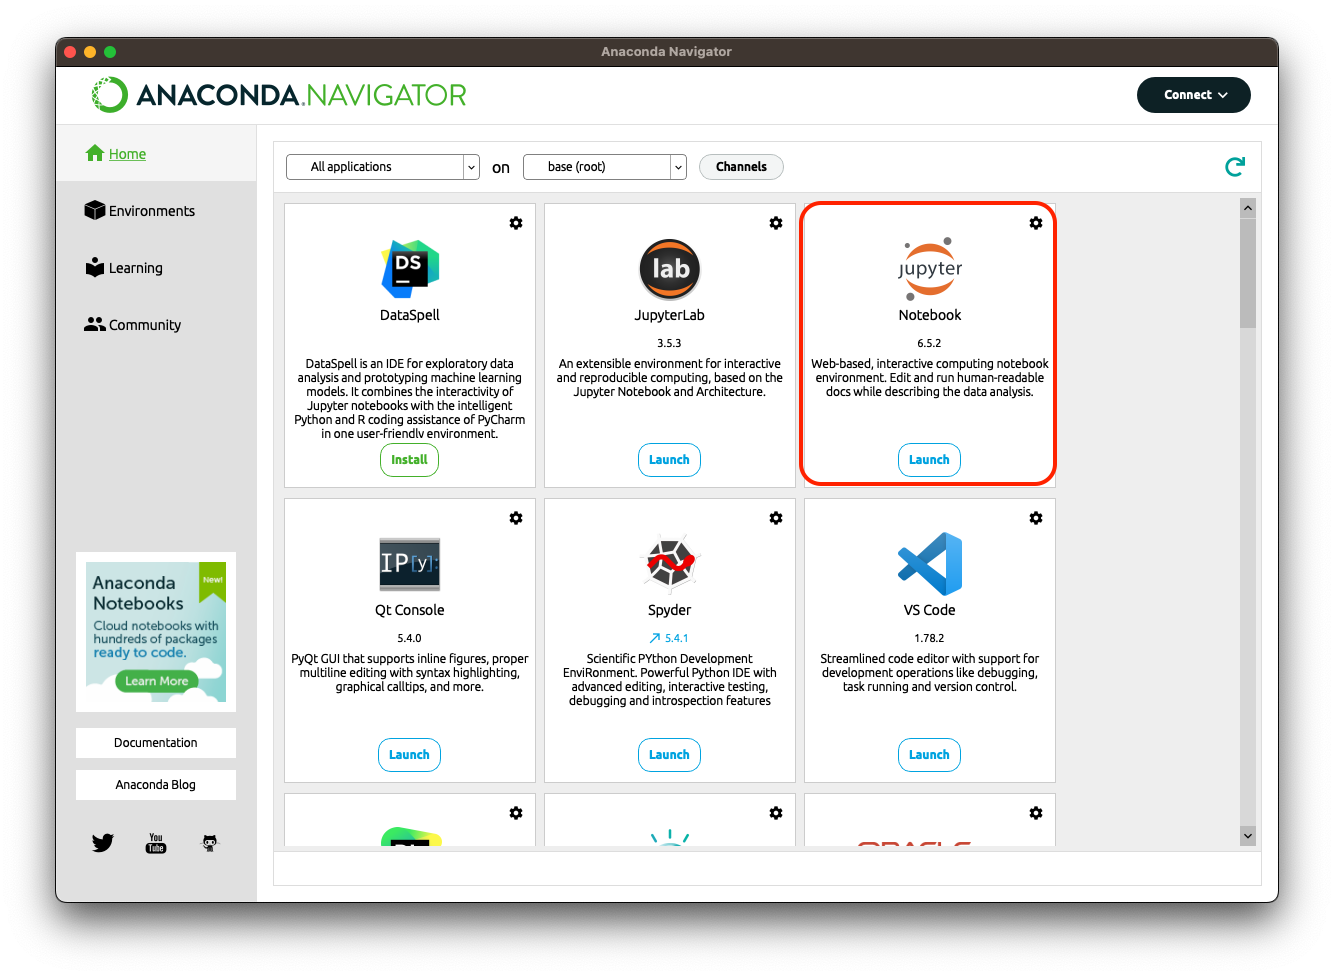 Anaconda Navigator
ANACONDA.NAVIGATOR
Connect
Home
Environments
Learning
Community
All applications
on
base (root)
Channels
DS
DataSpell
DataSpell is an IDE for exploratory data
analysis and prototyping machine learning
models. It combines the interactivity of
Jupyter notebooks with the intelligent
Python and R coding assistance of PyCharm
in one user-friendly environment.
Install
lab
JupyterLab
3.5.3
An extensible environment for interactive
and reproducible computing, based on the
Jupyter Notebook and Architecture.
Launch
jupyter
Notebook
6.5.2
Web-based, interactive computing notebook
environment. Edit and run human-readable
docs while describing the data analysis.
Launch
IP[y]:
Qt Console
5.4.0
PyQt GUI that supports inline figures, proper
multiline editing with syntax highlighting,
graphical calltips, and more.
Launch
Spyder
5.4.1
Scientific PYthon Development
EnviRonment. Powerful Python IDE with
advanced editing, interactive testing,
debugging and introspection features
Launch
VS Code
1.78.2
Streamlined code editor with support for
development operations like debugging,
task running and version control.
Launch
ORACLE
Anaconda
Notebooks
New!
Cloud notebooks with
hundreds of packages
ready to code.
Learn More
Documentation
Anaconda Blog
You
Tube